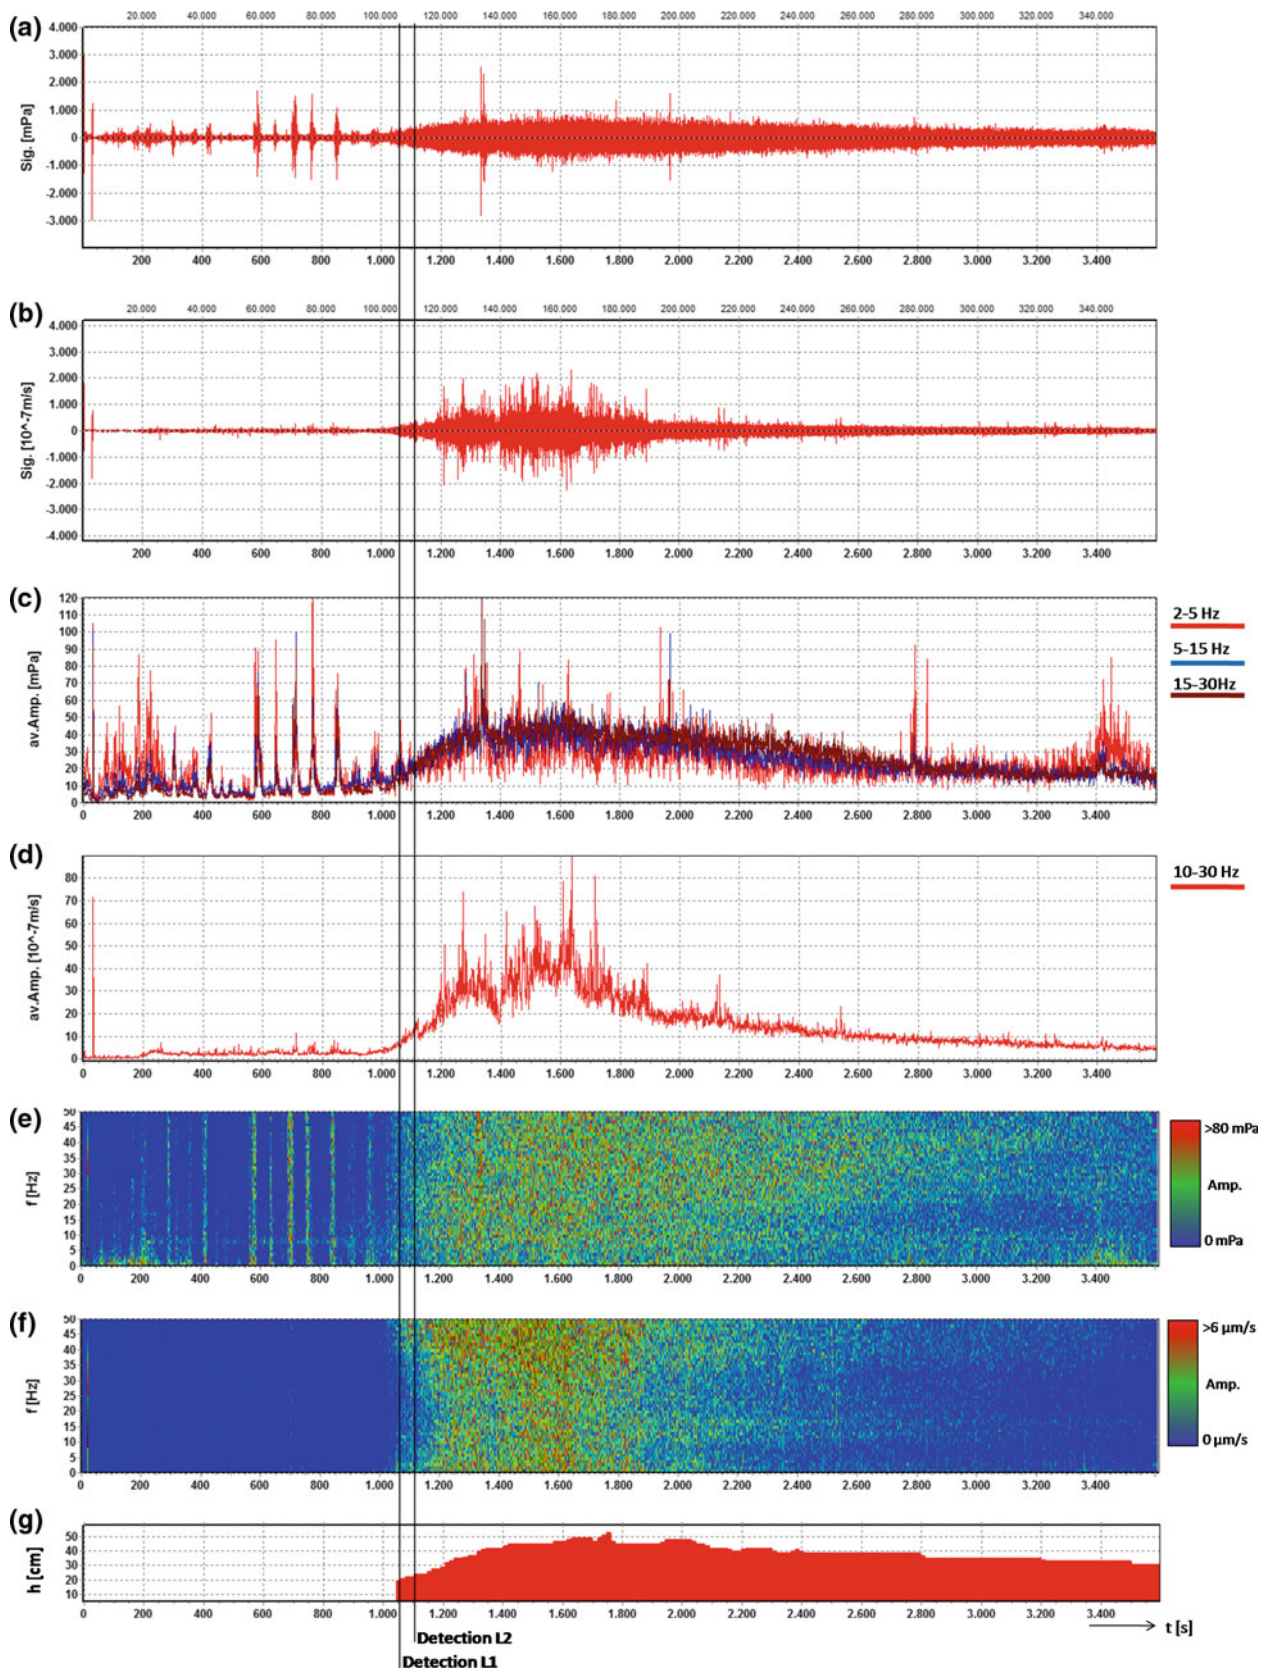 (a)
20.000 40.000 60.000 80.000 100.000 120.000 140.000 160.000 180.000 200.000 220.000 240.000 260.000 280.000 300.000 320.000 340.000
4.000
3.000
2.000
1.000
0
-1.000
-2.000
-3.000
Sig. [mPa]
200 400 600 800 1.000 1.200 1.400 1.600 1.800 2.000 2.200 2.400 2.600 2.800 3.000 3.200 3.400
(b)
20.000 40.000 60.000 80.000 100.000 120.000 140.000 160.000 180.000 200.000 220.000 240.000 260.000 280.000 300.000 320.000 340.000
4.000
3.000
2.000
1.000
0
-1.000
-2.000
-3.000
-4.000
Sig. [10^-7m/s]
200 400 600 800 1.000 1.200 1.400 1.600 1.800 2.000 2.200 2.400 2.600 2.800 3.000 3.200 3.400
(c)
120
110
100
90
80
70
60
50
40
30
20
10
0
av.Amp. [mPa]
2-5 Hz
5-15 Hz
15-30Hz
0 200 400 600 800 1.000 1.200 1.400 1.600 1.800 2.000 2.200 2.400 2.600 2.800 3.000 3.200 3.400
(d)
80
70
60
50
40
30
20
10
0
av.Amp. [10^-7m/s]
10-30 Hz
0 200 400 600 800 1.000 1.200 1.400 1.600 1.800 2.000 2.200 2.400 2.600 2.800 3.000 3.200 3.400
(e)
50
45
40
35
30
25
20
15
10
5
0
f [Hz]
>80 mPa
Amp.
0 mPa
0 200 400 600 800 1.000 1.200 1.400 1.600 1.800 2.000 2.200 2.400 2.600 2.800 3.000 3.200 3.400
(f)
50
45
40
35
30
25
20
15
10
5
0
f [Hz]
>6 µm/s
Amp.
0 µm/s
0 200 400 600 800 1.000 1.200 1.400 1.600 1.800 2.000 2.200 2.400 2.600 2.800 3.000 3.200 3.400
(g)
50
40
30
20
10
h [cm]
0 200 400 600 800 1.000 1.200 1.400 1.600 1.800 2.000 2.200 2.400 2.600 2.800 3.000 3.200 3.400
t [s]
Detection L2
Detection L1